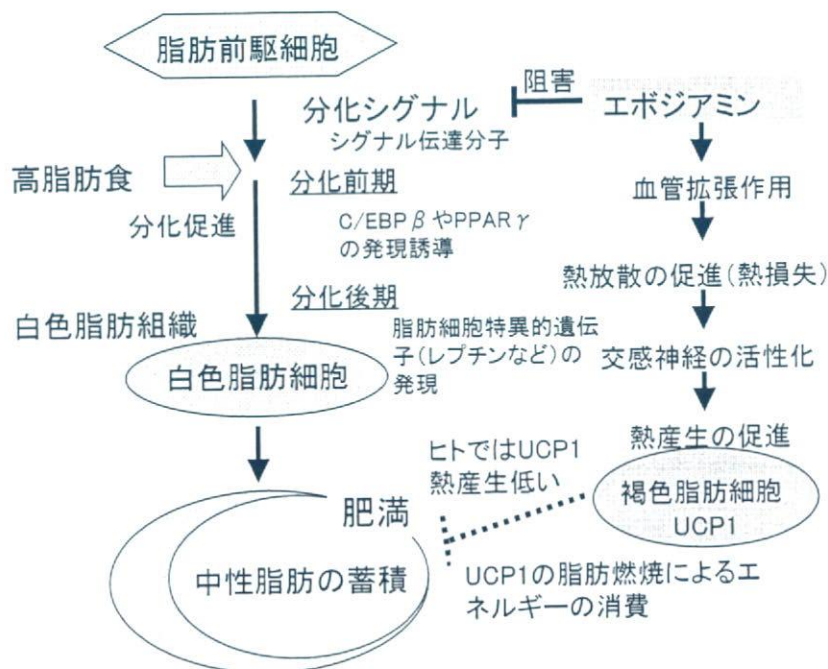 脂肪前駆細胞
阻害
分化シグナル
エボジアミン
シグナル伝達分子
高脂肪食
分化前期
血管拡張作用
分化促進
C/EBPβやPPARγ
の発現誘導
熱放散の促進(熱損失)
分化後期
白色脂肪組織
脂肪細胞特異的遺伝
子(レプチンなど)の
発現
交感神経の活性化
白色脂肪細胞
熱産生の促進
ヒトではUCP1
熱産生低い
褐色脂肪細胞
UCP1
肥満
中性脂肪の蓄積
UCP1の脂肪燃焼によるエ
ネルギーの消費